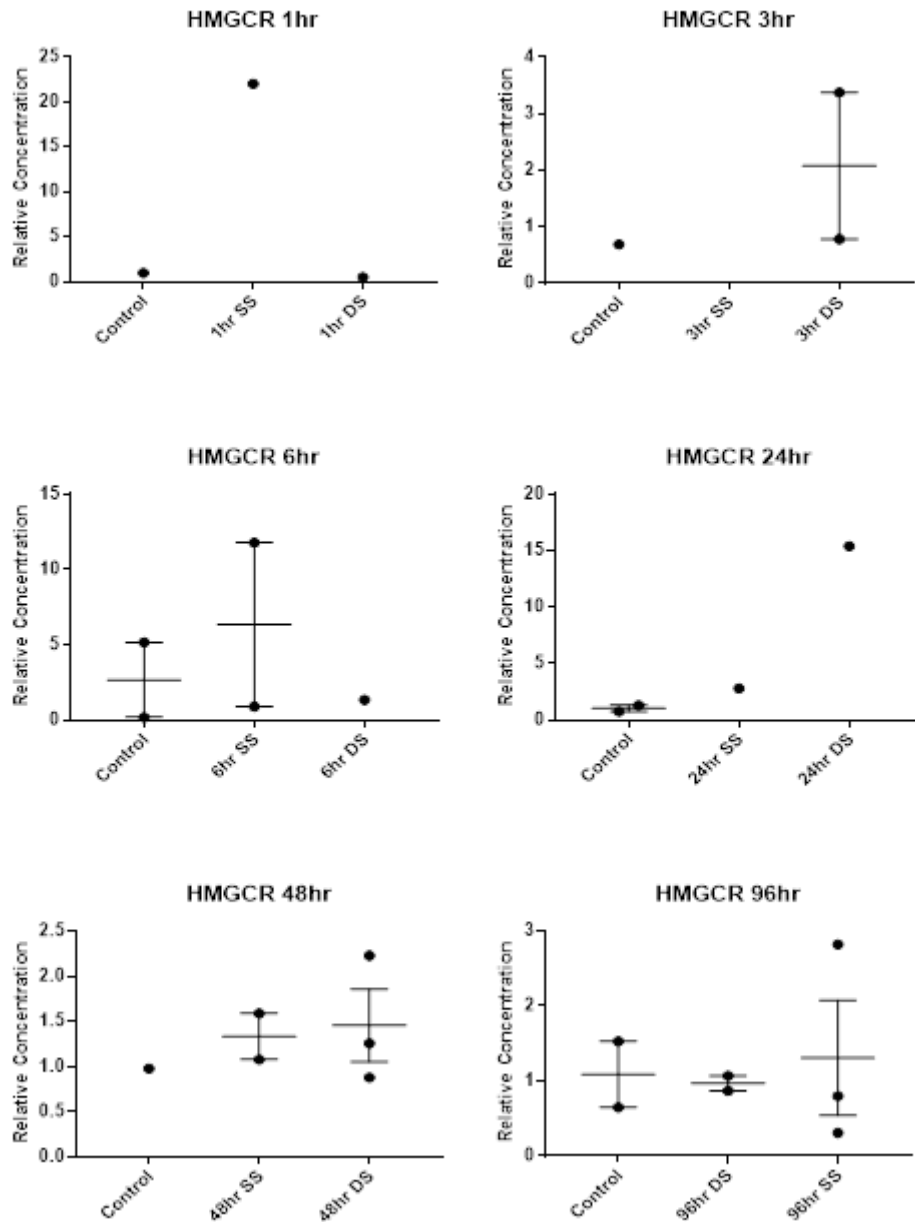 HMGCR 1hr
Relative Concentration
25
20
15
10
5
0
Control
1hr SS
1hr DS
HMGCR 3hr
Relative Concentration
4
3
2
1
0
Control
3hr SS
3hr DS
HMGCR 6hr
Relative Concentration
15
10
5
0
Control
6hr SS
6hr DS
HMGCR 24hr
Relative Concentration
20
15
10
5
0
Control
24hr SS
24hr DS
HMGCR 48hr
Relative Concentration
2.5
2.0
1.5
1.0
0.5
0.0
Control
48hr SS
48hr DS
HMGCR 96hr
Relative Concentration
3
2
1
0
Control
96hr DS
96hr SS